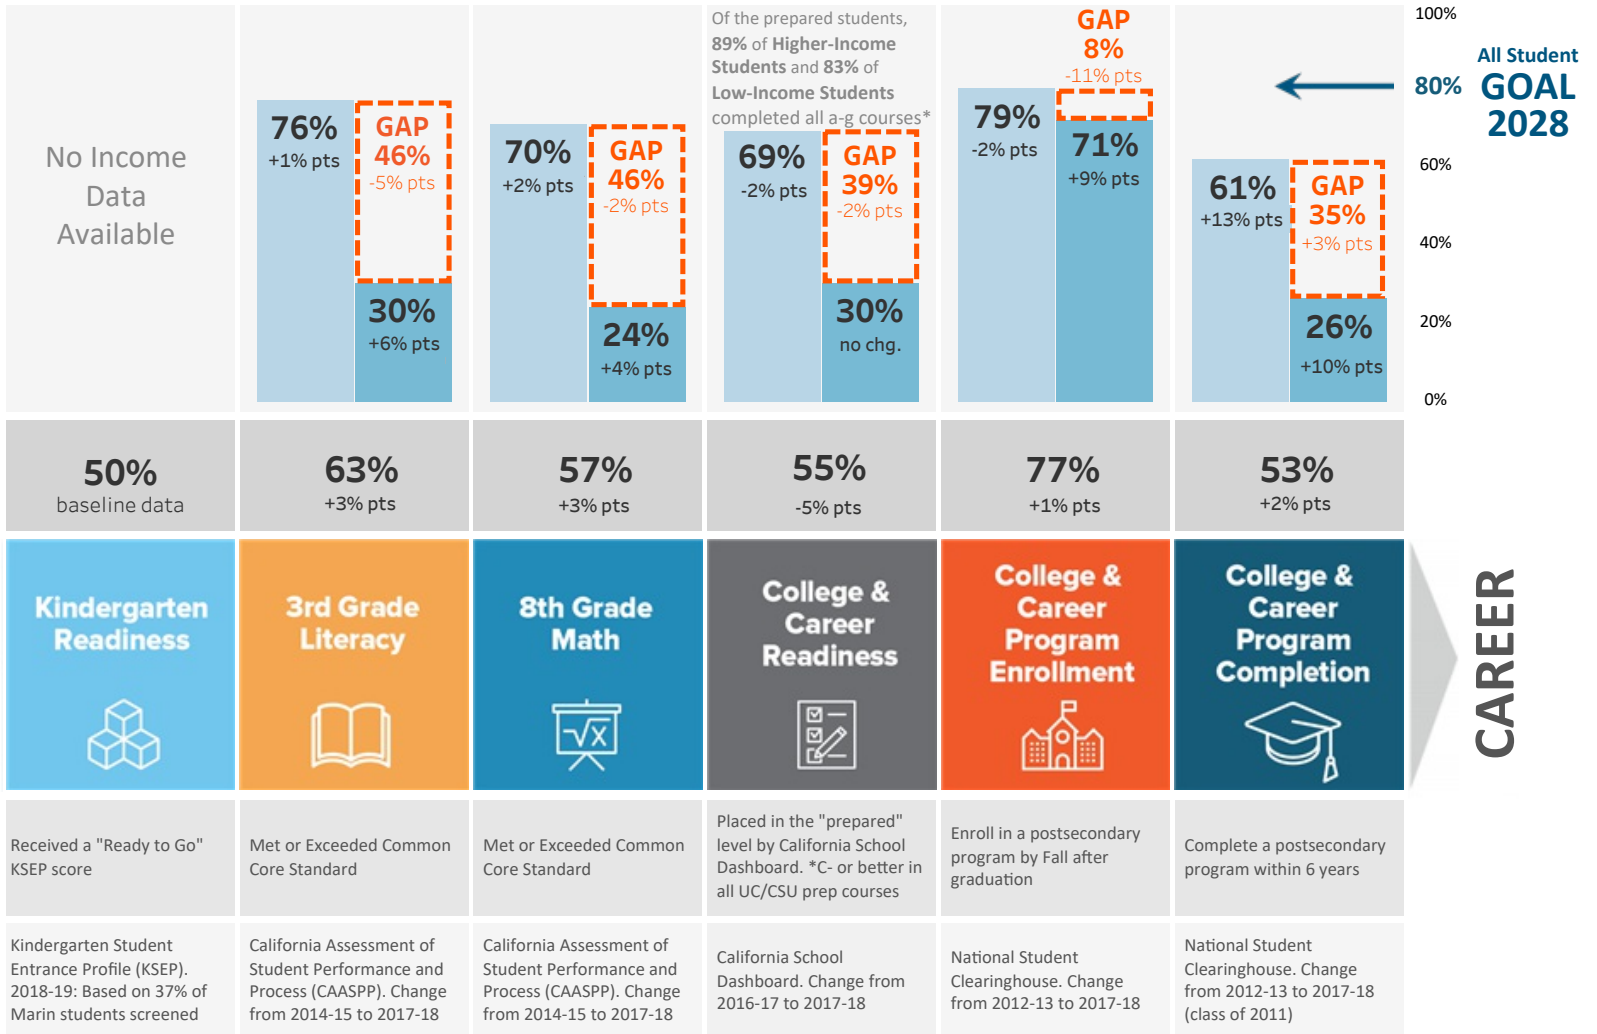 No Income
Data
Available
76%
+1% pts
GAP
46%
-5% pts
30%
+6% pts
70%
+2% pts
GAP
46%
-2% pts
24%
+4% pts
Of the prepared students,
89% of Higher-Income
Students and 83% of
Low-Income Students
completed all a-g courses*
69%
-2% pts
GAP
39%
-2% pts
30%
no chg.
79%
-2% pts
GAP
8%
-11% pts
71%
+9% pts
61%
+13% pts
GAP
35%
+3% pts
26%
+10% pts
100%
80%
60%
40%
20%
0%
All Student
GOAL
2028
50%
baseline data
63%
+3% pts
57%
+3% pts
55%
-5% pts
77%
+1% pts
53%
+2% pts
Kindergarten
Readiness
3rd Grade
Literacy
8th Grade
Math
√x
College &
Career
Readiness
College &
Career
Program
Enrollment
College &
Career
Program
Completion
CAREER
Received a "Ready to Go"
KSEP score
Met or Exceeded Common
Core Standard
Met or Exceeded Common
Core Standard
Placed in the "prepared"
level by California School
Dashboard. *C- or better in
all UC/CSU prep courses
Enroll in a postsecondary
program by Fall after
graduation
Complete a postsecondary
program within 6 years
Kindergarten Student
Entrance Profile (KSEP).
2018-19: Based on 37% of
Marin students screened
California Assessment of
Student Performance and
Process (CAASPP). Change
from 2014-15 to 2017-18
California Assessment of
Student Performance and
Process (CAASPP). Change
from 2014-15 to 2017-18
California School
Dashboard. Change from
2016-17 to 2017-18
National Student
Clearinghouse. Change
from 2012-13 to 2017-18
National Student
Clearinghouse. Change
from 2012-13 to 2017-18
(class of 2011)